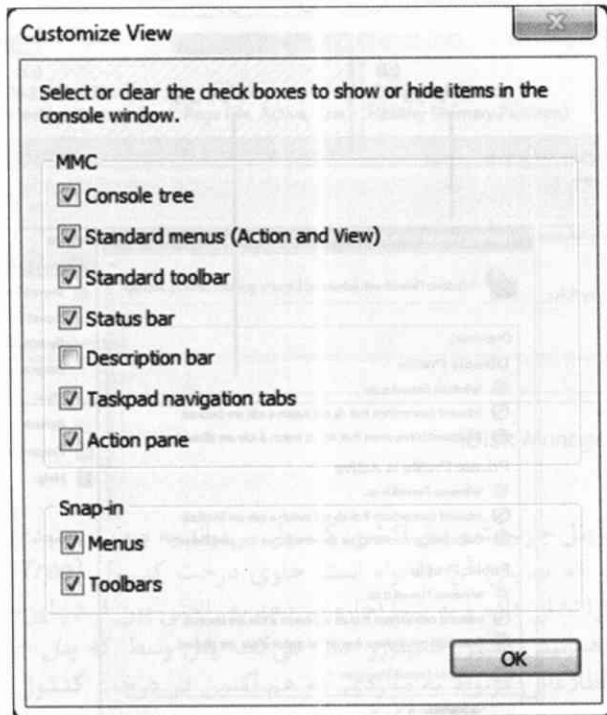 Customize View
Select or clear the check boxes to show or hide items in the
console window.
MMC
Console tree
Standard menus (Action and View)
Standard toolbar
Status bar
Description bar
Taskpad navigation tabs
Action pane
Snap-in
Menus
Toolbars
OK